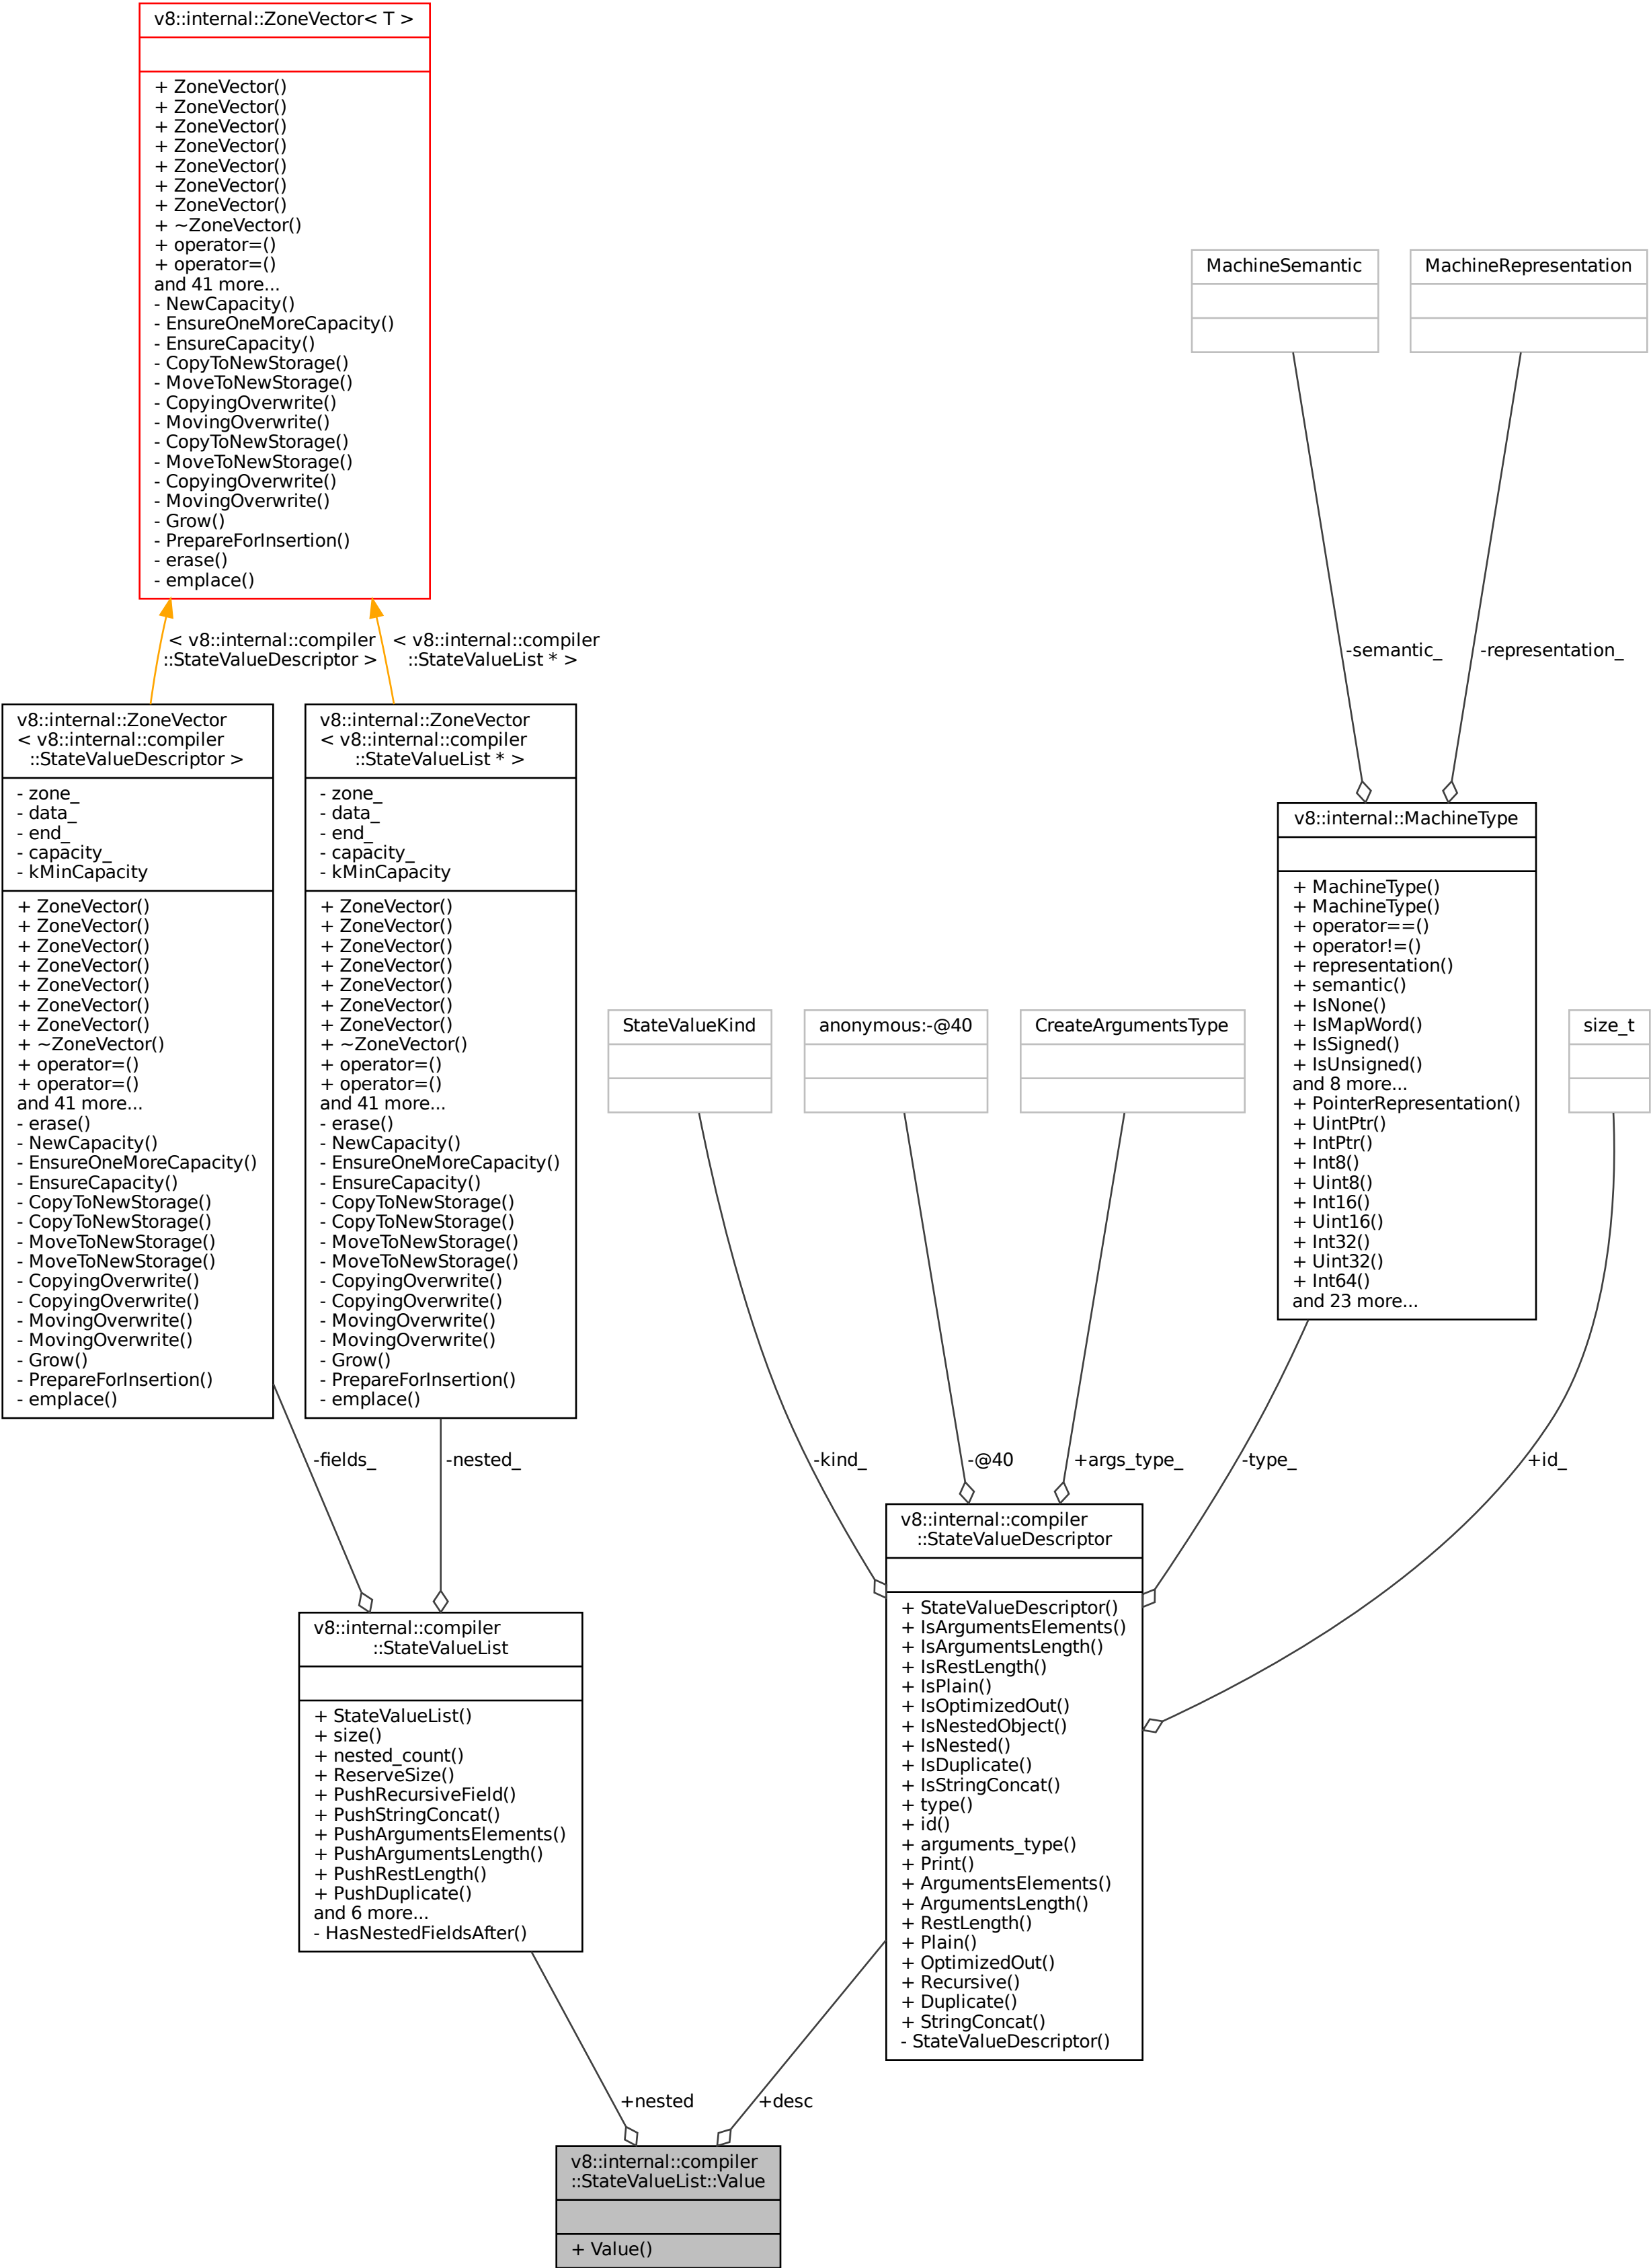 v8::internal::ZoneVector< T >
+ ZoneVector()
+ ZoneVector()
+ ZoneVector()
+ ZoneVector()
+ ZoneVector()
+ ZoneVector()
+ ZoneVector()
+ ~ZoneVector()
+ operator=()
+ operator=()
and 41 more...
- NewCapacity()
- EnsureOneMoreCapacity()
- EnsureCapacity()
- CopyToNewStorage()
- MoveToNewStorage()
- CopyingOverwrite()
- MovingOverwrite()
- CopyToNewStorage()
- MoveToNewStorage()
- CopyingOverwrite()
- MovingOverwrite()
- Grow()
- PrepareForInsertion()
- erase()
- emplace()
MachineSemantic
MachineRepresentation
< v8::internal::compiler
::StateValueDescriptor >
< v8::internal::compiler
::StateValueList * >
-semantic_
-representation_
v8::internal::ZoneVector
< v8::internal::compiler
::StateValueDescriptor >
- zone_
- data_
- end_
- capacity_
- kMinCapacity
+ ZoneVector()
+ ZoneVector()
+ ZoneVector()
+ ZoneVector()
+ ZoneVector()
+ ZoneVector()
+ ZoneVector()
+ ~ZoneVector()
+ operator=()
+ operator=()
and 41 more...
- erase()
- NewCapacity()
- EnsureOneMoreCapacity()
- EnsureCapacity()
- CopyToNewStorage()
- CopyToNewStorage()
- MoveToNewStorage()
- MoveToNewStorage()
- CopyingOverwrite()
- CopyingOverwrite()
- MovingOverwrite()
- MovingOverwrite()
- Grow()
- PrepareForInsertion()
- emplace()
v8::internal::ZoneVector
< v8::internal::compiler
::StateValueList * >
- zone_
- data_
- end_
- capacity_
- kMinCapacity
+ ZoneVector()
+ ZoneVector()
+ ZoneVector()
+ ZoneVector()
+ ZoneVector()
+ ZoneVector()
+ ZoneVector()
+ ~ZoneVector()
+ operator=()
+ operator=()
and 41 more...
- erase()
- NewCapacity()
- EnsureOneMoreCapacity()
- EnsureCapacity()
- CopyToNewStorage()
- CopyToNewStorage()
- MoveToNewStorage()
- MoveToNewStorage()
- CopyingOverwrite()
- CopyingOverwrite()
- MovingOverwrite()
- MovingOverwrite()
- Grow()
- PrepareForInsertion()
- emplace()
StateValueKind
anonymous:-@40
CreateArgumentsType
v8::internal::MachineType
+ MachineType()
+ MachineType()
+ operator==()
+ operator!=()
+ representation()
+ semantic()
+ IsNone()
+ IsMapWord()
+ IsSigned()
+ IsUnsigned()
and 8 more...
+ PointerRepresentation()
+ UintPtr()
+ IntPtr()
+ Int8()
+ Uint8()
+ Int16()
+ Uint16()
+ Int32()
+ Uint32()
+ Int64()
and 23 more...
size_t
-fields_
-nested_
-kind_
-@40
+args_type_
-type_
+id_
v8::internal::compiler
::StateValueList
+ StateValueList()
+ size()
+ nested_count()
+ ReserveSize()
+ PushRecursiveField()
+ PushStringConcat()
+ PushArgumentsElements()
+ PushArgumentsLength()
+ PushRestLength()
+ PushDuplicate()
and 6 more...
- HasNestedFieldsAfter()
v8::internal::compiler
::StateValueDescriptor
+ StateValueDescriptor()
+ IsArgumentsElements()
+ IsArgumentsLength()
+ IsRestLength()
+ IsPlain()
+ IsOptimizedOut()
+ IsNestedObject()
+ IsNested()
+ IsDuplicate()
+ IsStringConcat()
+ type()
+ id()
+ arguments_type()
+ Print()
+ ArgumentsElements()
+ ArgumentsLength()
+ RestLength()
+ Plain()
+ OptimizedOut()
+ Recursive()
+ Duplicate()
+ StringConcat()
- StateValueDescriptor()
+nested
+desc
v8::internal::compiler
::StateValueList::Value
+ Value()